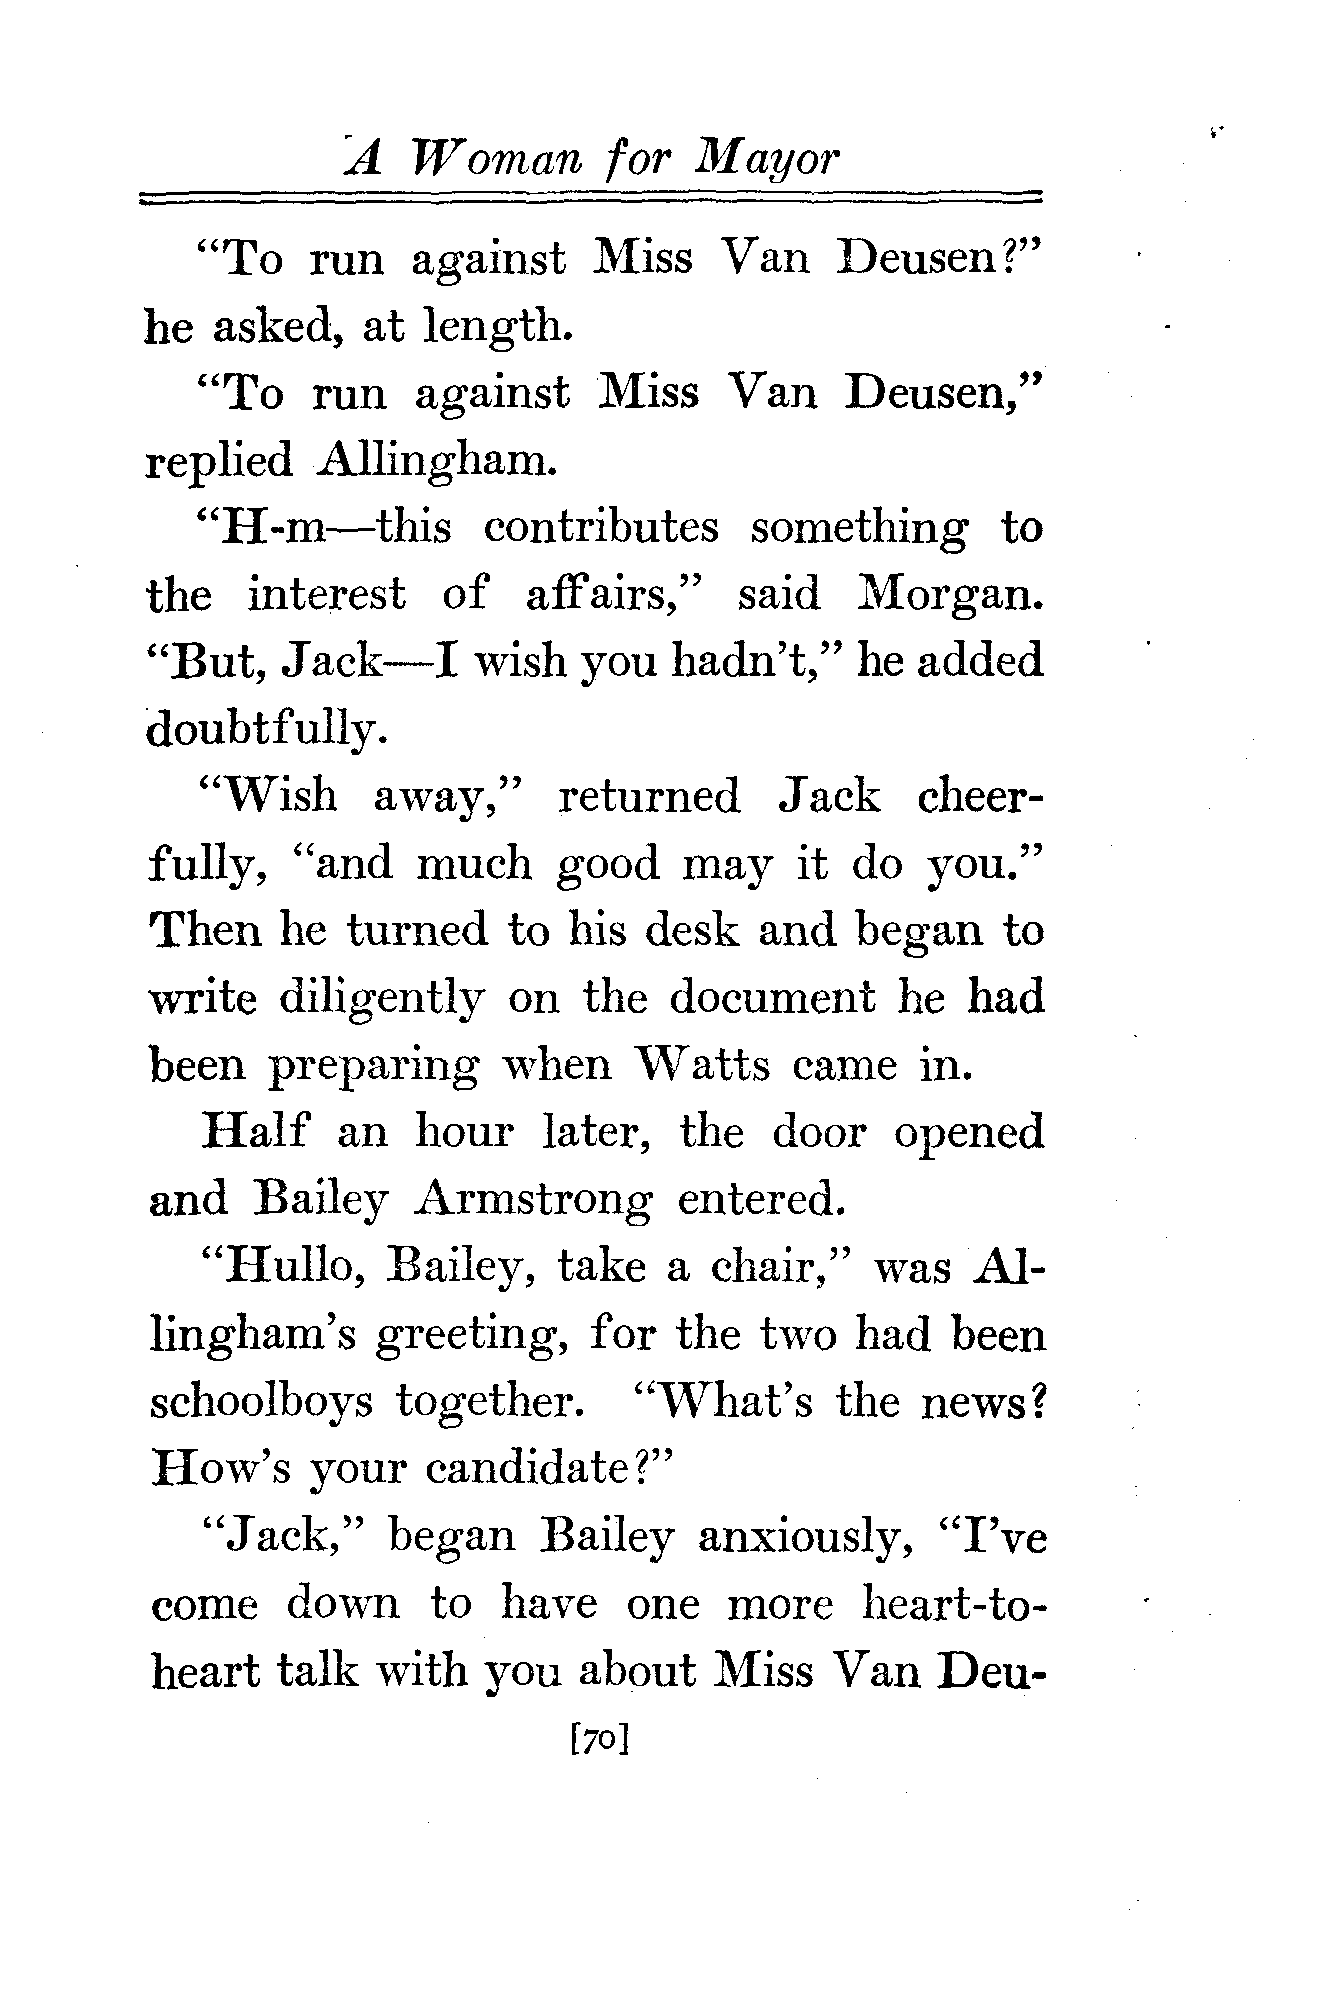 A Woman for Mayor
“To run against Miss Van Deusen?”
he asked, at length.
“To run against Miss Van Deusen,”
replied Allingham.
“H-m—this contributes something to
the interest of affairs,” said Morgan.
“But, Jack—I wish you hadn’t,” he added
doubtfully.
“Wish away,” returned Jack cheer-
fully, “and much good may it do you.”
Then he turned to his desk and began to
write diligently on the document he had
been preparing when Watts came in.
Half an hour later, the door opened
and Bailey Armstrong entered.
“Hullo, Bailey, take a chair,” was Al-
lingham’s greeting, for the two had been
schoolboys together. “What’s the news?
How’s your candidate?”
“Jack,” began Bailey anxiously, “I’ve
come down to have one more heart-to-
heart talk with you about Miss Van Deu-
[70]